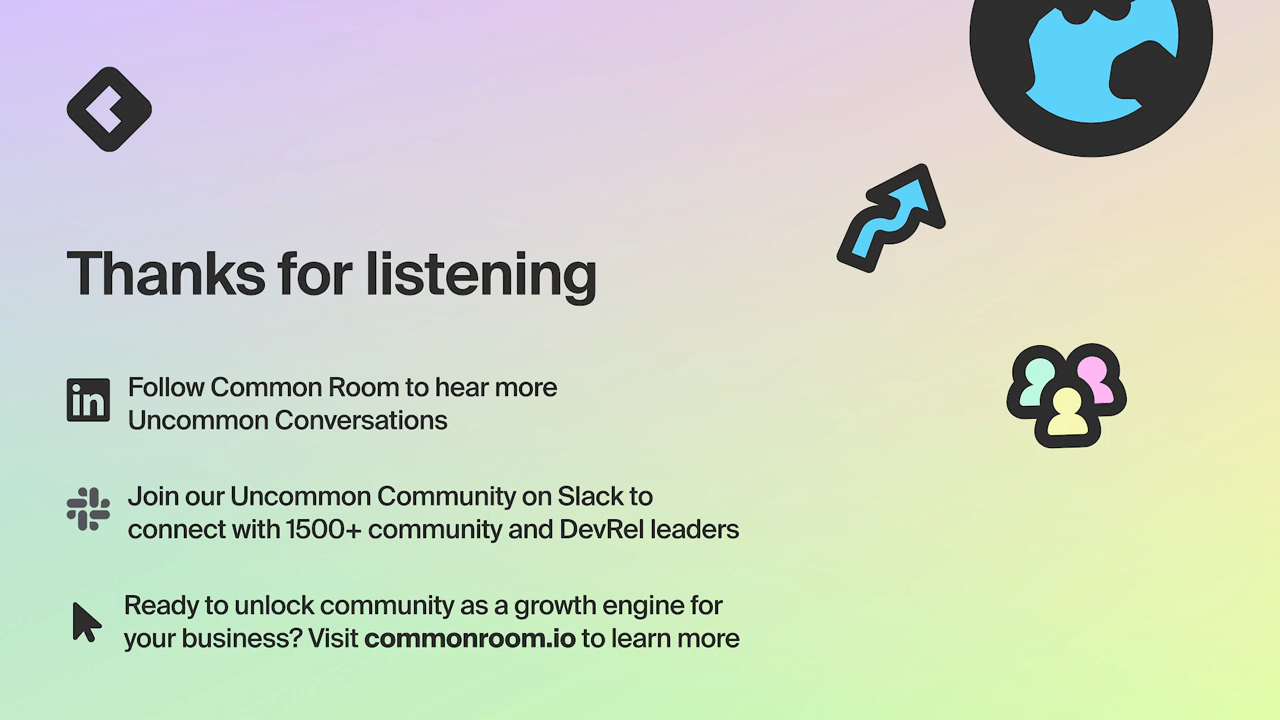 Thanks for listening
in
Follow Common Room to hear more
Uncommon Conversations
Join our Uncommon Community on Slack to
connect with 1500+ community and DevRel leaders
Ready to unlock community as a growth engine for
your business? Visit commonroom.io to learn more